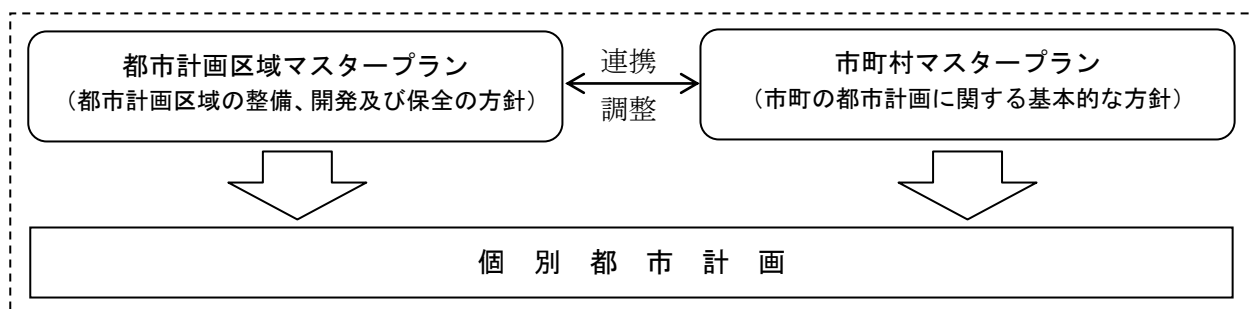 都市計画区域マスタープラン
(都市計画区域の整備、開発及び保全の方針)
連携
調整
市町村マスタープラン
(市町の都市計画に関する基本的な方針)
個別都市計画